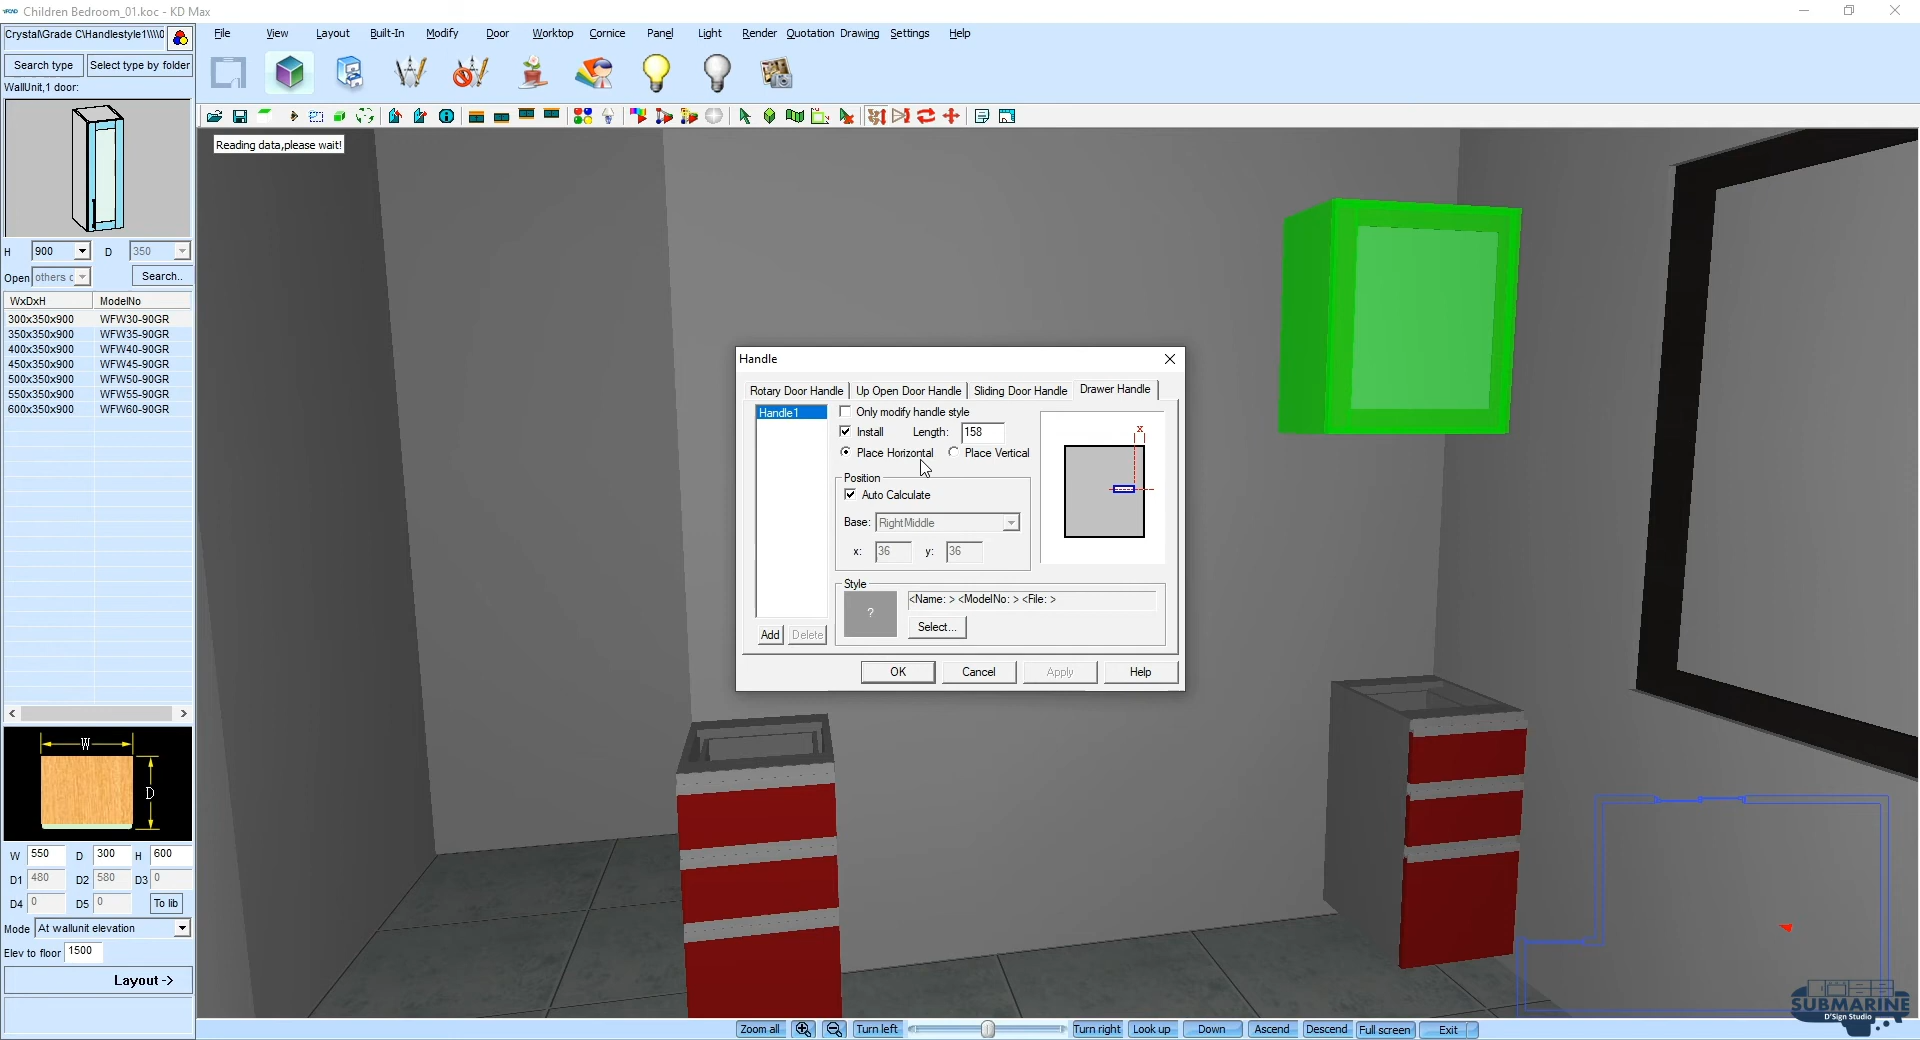 Children Bedroom_01.koc - KD Max
Crystal\Grade C\Handlestyle1\\\\0
File View Layout Built-In Modify Door Worktop Cornice Panel Light Render Quotation Drawing Settings Help
Search type Select type by folder
WallUnit,1 door:
Reading data,please wait!
H 900 D 350
Open others c Search..
WxDxH ModelNo
300x350x900 WFW30-90GR
350x350x900 WFW35-90GR
400x350x900 WFW40-90GR
450x350x900 WFW45-90GR
500x350x900 WFW50-90GR
550x350x900 WFW55-90GR
600x350x900 WFW60-90GR
W
D
W 550 D 300 H 600
D1 480 D2 580 D3 0
D4 0 D5 0 To lib
Mode At wallunit elevation
Elev to floor 1500
Layout ->
Handle
Rotary Door Handle Up Open Door Handle Sliding Door Handle Drawer Handle
Handle1
Only modify handle style
Install Length: 158
Place Horizontal Place Vertical
Position
Auto Calculate
Base: RightMiddle
x: 36 y: 36
X
Style
? <Name: > <ModelNo: > <File: >
Select...
Add Delete
OK Cancel Apply Help
Zoom all Turn left Turn right Look up Down Ascend Descend Full screen Exit
SUBMARINE
D'Sign Studio